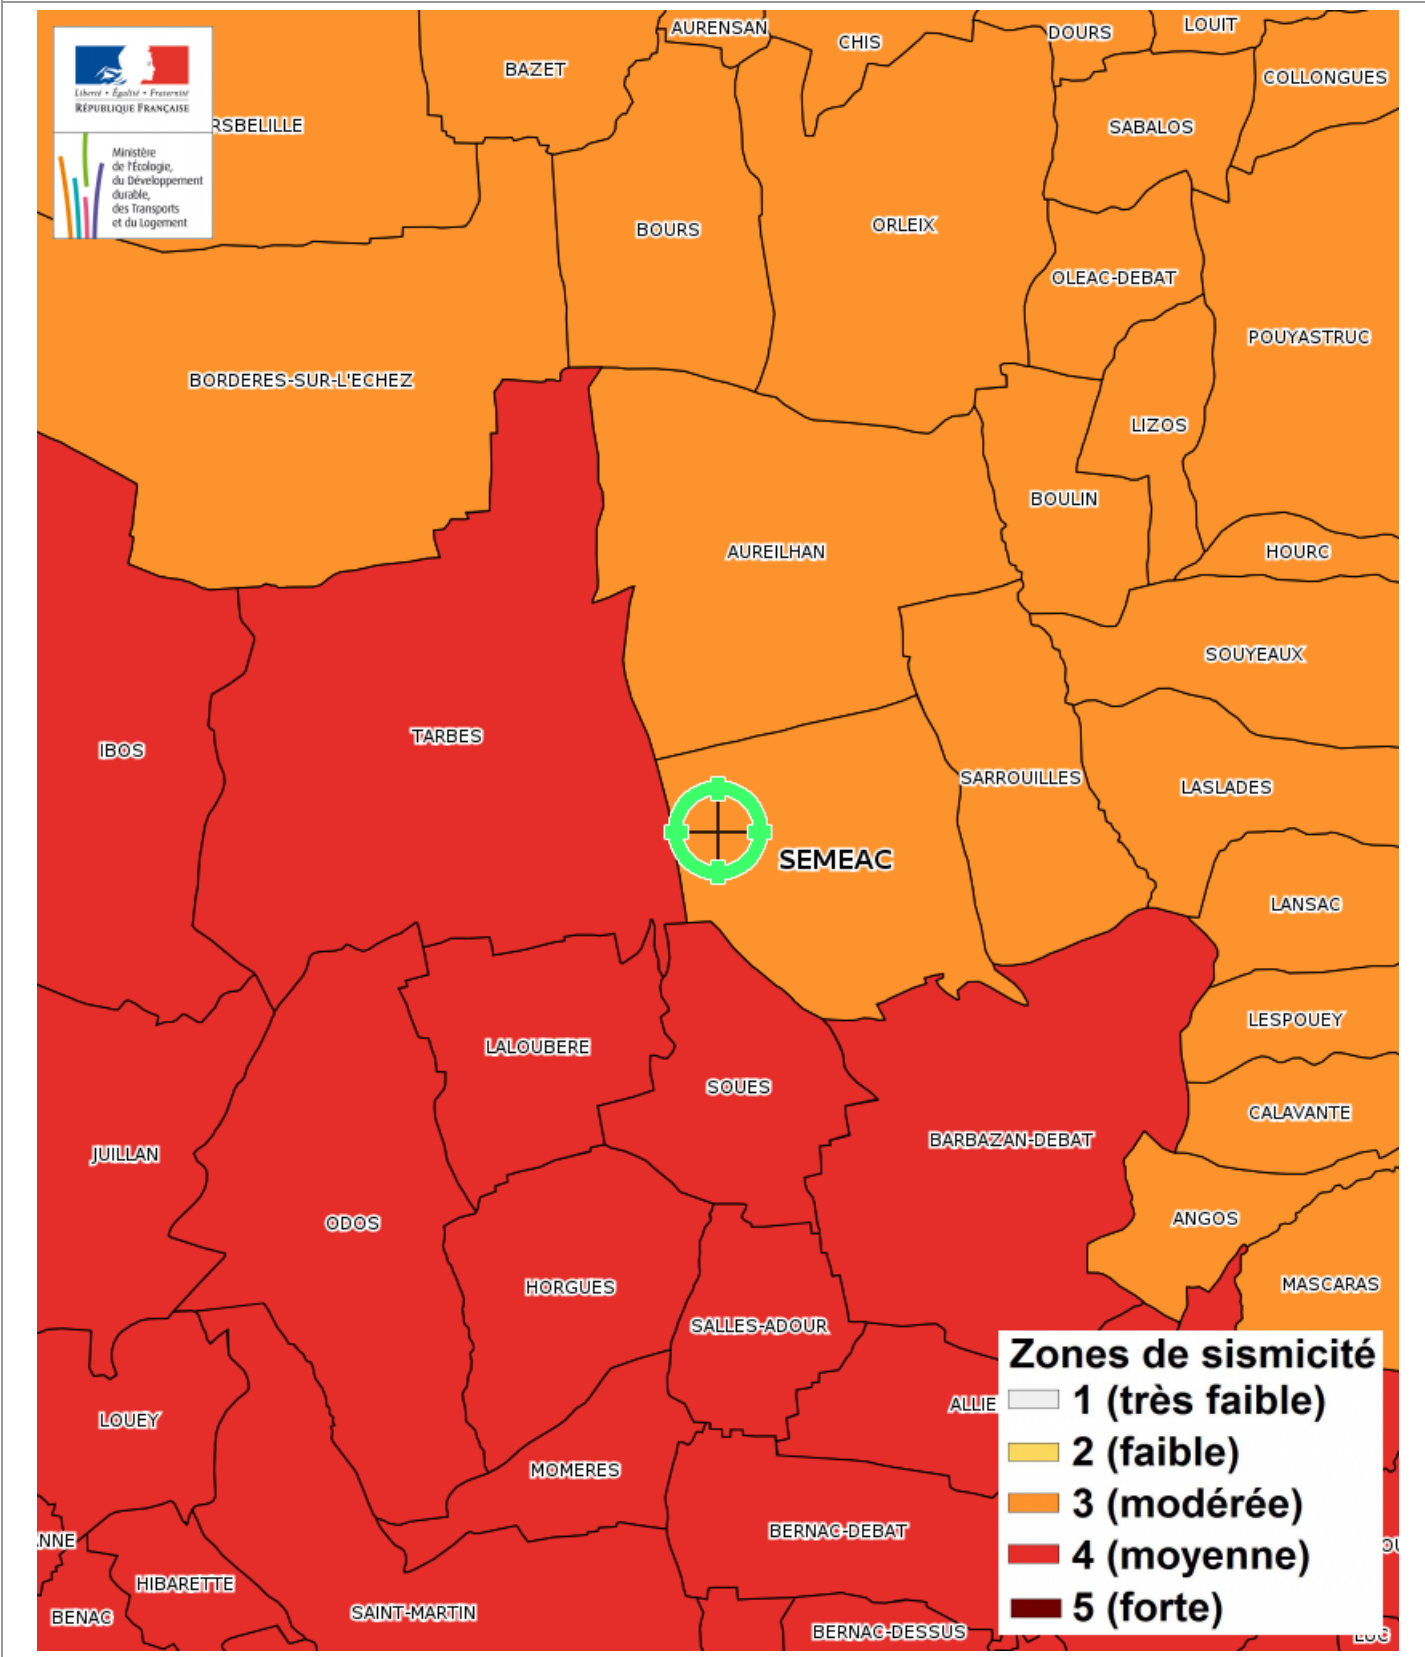 AURENSAN
DOURS
LOUIT
CHIS
BAZET
COLLONGUES
Liberté • Égalité • Fraternité
RÉPUBLIQUE FRANÇAISE
RSBELILLE
SABALOS
Ministère
de l'Écologie,
du Développement
durable,
des Transports
et du Logement
BOURS
ORLEIX
OLEAC-DEBAT
POUYASTRUC
BORDERES-SUR-L'ECHEZ
LIZOS
BOULIN
AUREILHAN
HOURC
SOUYEAUX
TARBES
IBOS
SARROUILLES
LASLADES
SEMEAC
LANSAC
LESPOUEY
LALOUBERE
SOUES
CALAVANTE
BARBAZAN-DEBAT
JUILLAN
ODOS
ANGOS
HORGUES
MASCARAS
SALLES-ADOUR
Zones de sismicité
1 (très faible)
ALLIE
LOUEY
2 (faible)
MOMERES
3 (modérée)
BERNAC-DEBAT
NNE
OU
4 (moyenne)
HIBARETTE
5 (forte)
SAINT-MARTIN
BENAC
BERNAC-DESSUS
LUC